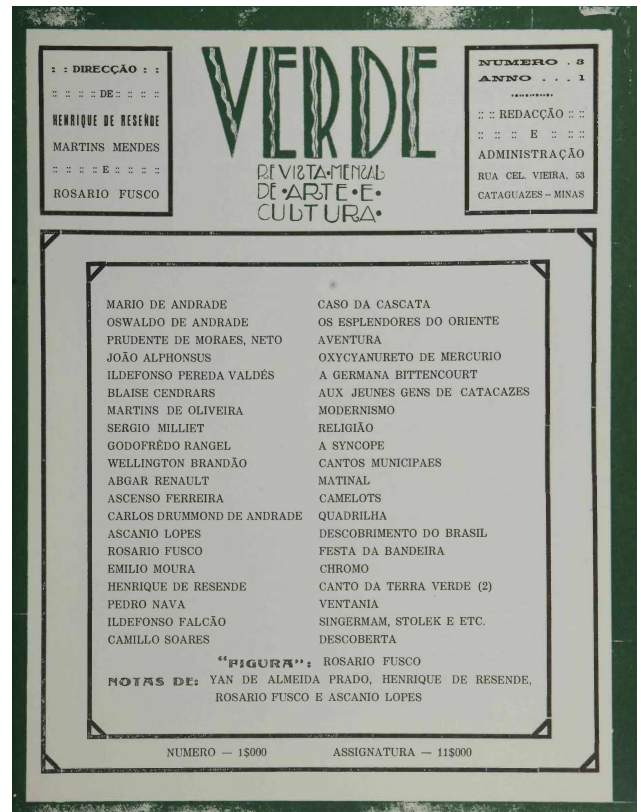 : : DIRECÇÃO : :
:: :: :: :: DE :: :: :: ::
HENRIQUE DE RESENDE
MARTINS MENDES
:: :: :: :: E :: :: :: ::
ROSARIO FUSCO
VERDE
REVISTA•MENSAL
DE•ARTE•E•
CULTURA•
NUMERO . 3
ANNO . . . 1
:: :: REDACÇÃO :: ::
:: :: :: E :: :: ::
ADMINISTRAÇÃO
RUA CEL. VIEIRA, 53
CATAGUAZES – MINAS
MARIO DE ANDRADE CASO DA CASCATA
OSWALDO DE ANDRADE OS ESPLENDORES DO ORIENTE
PRUDENTE DE MORAES, NETO AVENTURA
JOÃO ALPHONSUS OXYCYANURETO DE MERCURIO
ILDEFONSO PEREDA VALDÉS A GERMANA BITTENCOURT
BLAISE CENDRARS AUX JEUNES GENS DE CATACAZES
MARTINS DE OLIVEIRA MODERNISMO
SERGIO MILLIET RELIGIÃO
GODOFRÊDO RANGEL A SYNCOPE
WELLINGTON BRANDÃO CANTOS MUNICIPAES
ABGAR RENAULT MATINAL
ASCENSO FERREIRA CAMELOTS
CARLOS DRUMMOND DE ANDRADE QUADRILHA
ASCANIO LOPES DESCOBRIMENTO DO BRASIL
ROSARIO FUSCO FESTA DA BANDEIRA
EMILIO MOURA CHROMO
HENRIQUE DE RESENDE CANTO DA TERRA VERDE (2)
PEDRO NAVA VENTANIA
ILDEFONSO FALCÃO SINGERMAM, STOLEK E ETC.
CAMILLO SOARES DESCOBERTA
"FIGURA": ROSARIO FUSCO
NOTAS DE: YAN DE ALMEIDA PRADO, HENRIQUE DE RESENDE,
ROSARIO FUSCO E ASCANIO LOPES
NUMERO — 1$000 ASSIGNATURA — 11$000